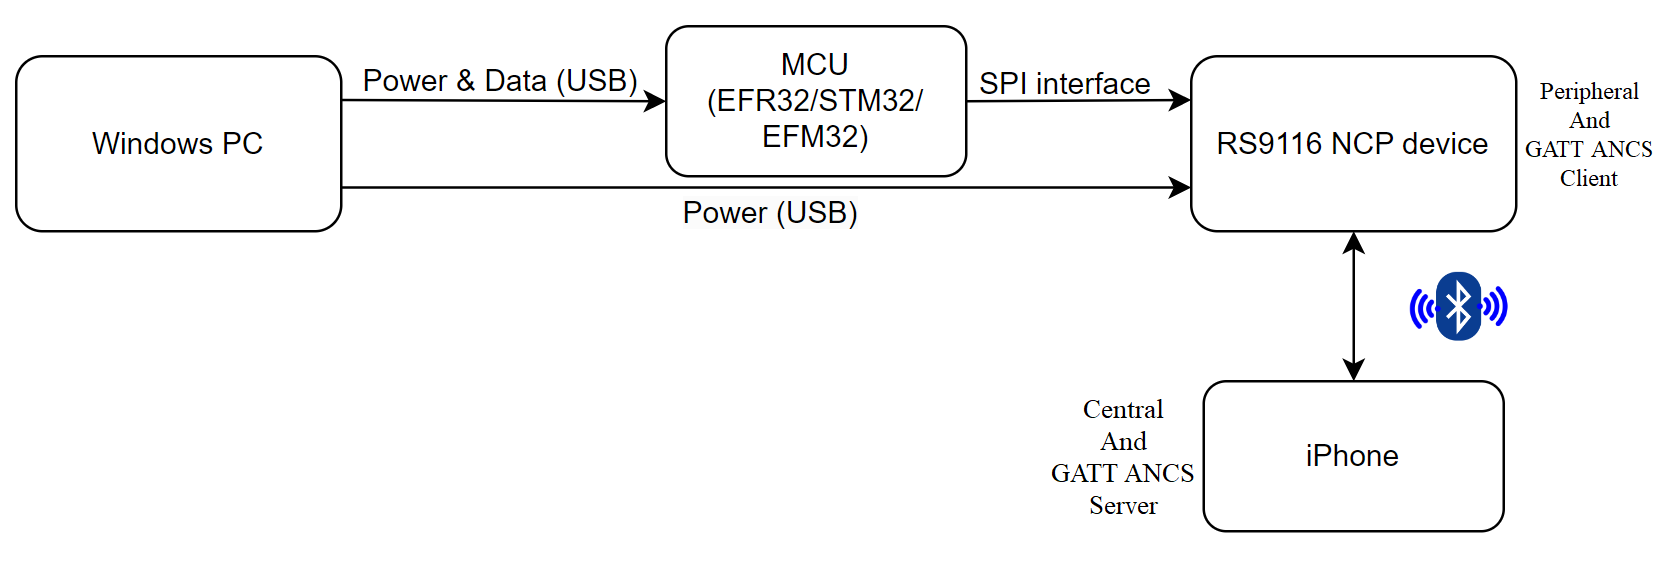 Windows PC
Power & Data (USB)
MCU
(EFR32/STM32/
EFM32)
SPI interface
Power (USB)
RS9116 NCP device
Peripheral
And
GATT ANCS
Client
Central
And
GATT ANCS
Server
iPhone